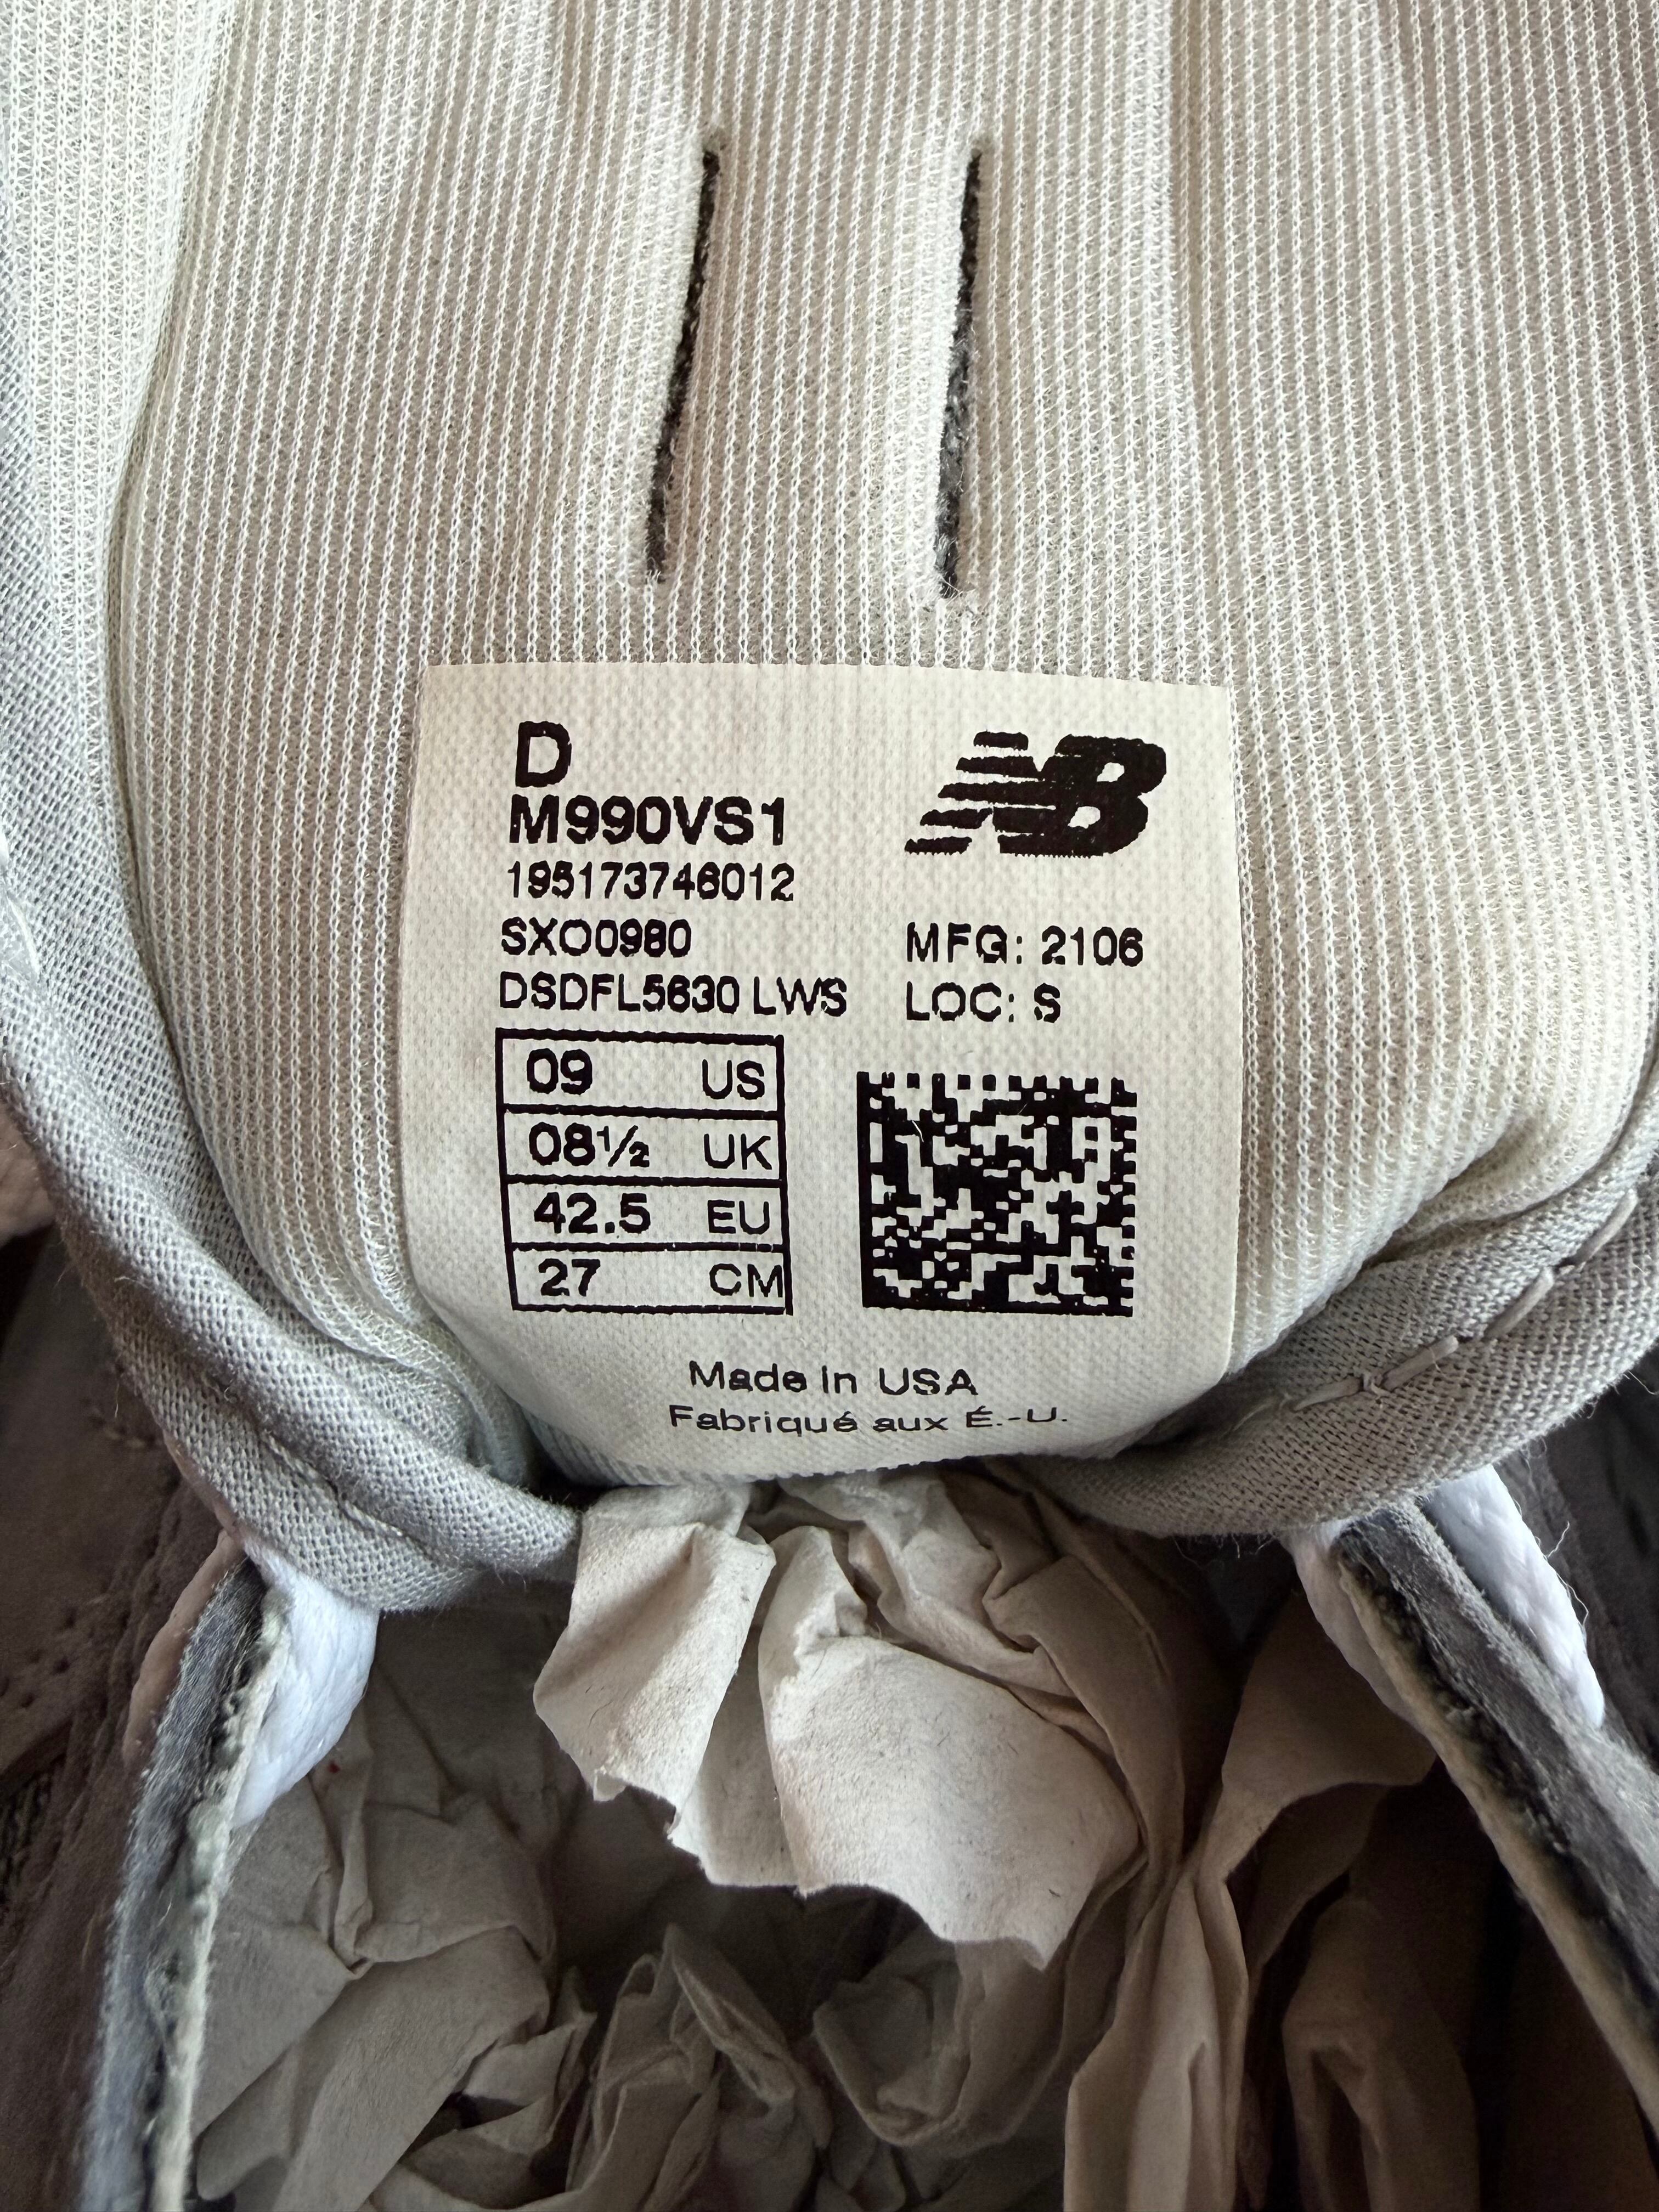 D
M990VS1
195173746012
SXO0980
DSDFL5630 LWS
NB
MFG: 2106
LOC: S
09 US
08½ UK
42.5 EU
27 CM
Made in USA
Fabriqué aux É.-U.